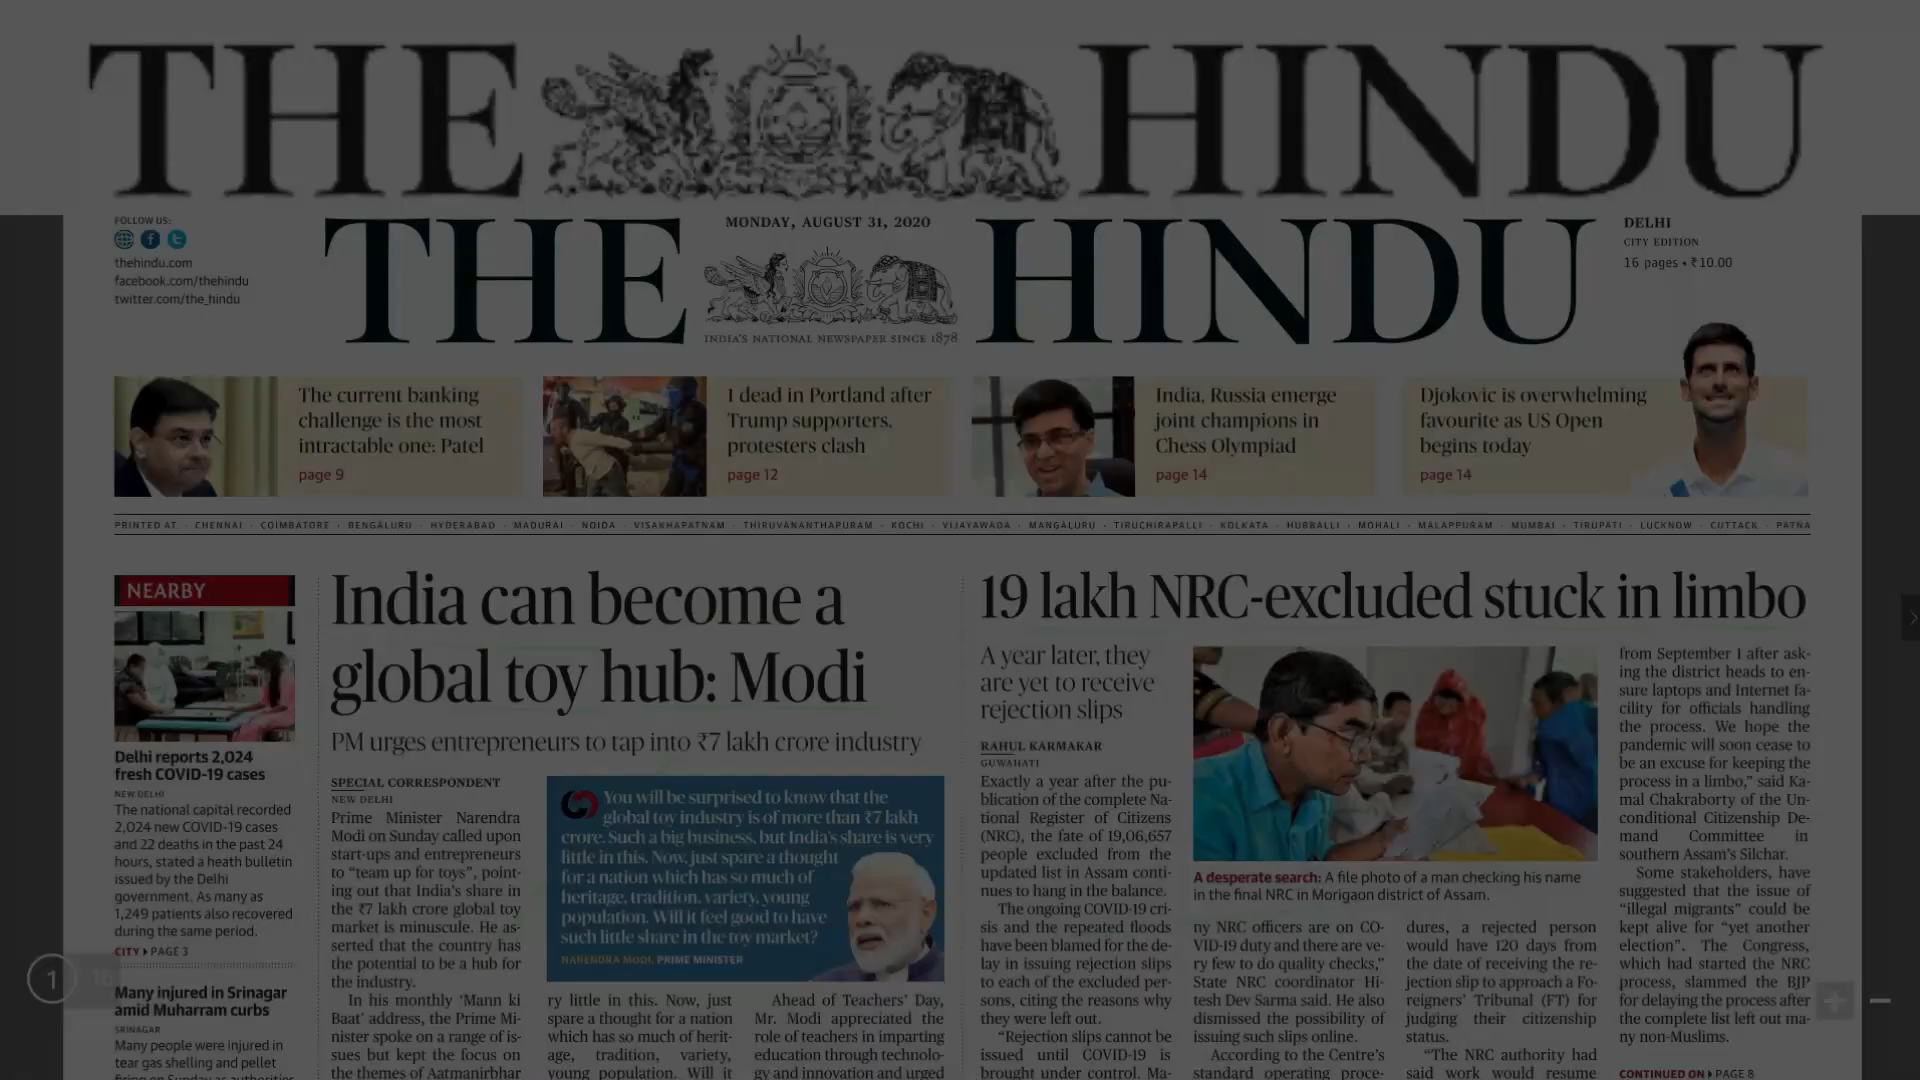 THE HINDU
FOLLOW US:
thehindu.com
facebook.com/thehindu
twitter.com/the_hindu
MONDAY, AUGUST 31, 2020
THE HINDU
INDIA'S NATIONAL NEWSPAPER SINCE 1878
DELHI
CITY EDITION
16 pages • ₹10.00
The current banking
challenge is the most
intractable one: Patel
page 9
1 dead in Portland after
Trump supporters,
protesters clash
page 12
India, Russia emerge
joint champions in
Chess Olympiad
page 14
Djokovic is overwhelming
favourite as US Open
begins today
page 14
PRINTED AT · CHENNAI · COIMBATORE · BENGALURU · HYDERABAD · MADURAI · NOIDA · VISAKHAPATNAM · THIRUVANANTHAPURAM · KOCHI · VIJAYAWADA · MANGALURU · TIRUCHIRAPALLI · KOLKATA · HUBBALLI · MOHALI · MALAPPURAM · MUMBAI · TIRUPATI · LUCKNOW · CUTTACK · PATNA
NEARBY
Delhi reports 2,024
fresh COVID-19 cases
NEW DELHI
The national capital recorded
2,024 new COVID-19 cases
and 22 deaths in the past 24
hours, stated a heath bulletin
issued by the Delhi
government. As many as
1,249 patients also recovered
during the same period.
CITY PAGE 3
Many injured in Srinagar
amid Muharram curbs
SRINAGAR
Many people were injured in
tear gas shelling and pellet
firing on Sunday as authorities
India can become a
global toy hub: Modi
PM urges entrepreneurs to tap into ₹7 lakh crore industry
SPECIAL CORRESPONDENT
NEW DELHI
Prime Minister Narendra
Modi on Sunday called upon
start-ups and entrepreneurs
to “team up for toys”, point-
ing out that India’s share in
the ₹7 lakh crore global toy
market is minuscule. He as-
serted that the country has
the potential to be a hub for
the industry.
In his monthly ‘Mann ki
Baat’ address, the Prime Mi-
nister spoke on a range of is-
sues but kept the focus on
the themes of Aatmanirbhar
You will be surprised to know that the
global toy industry is of more than ₹7 lakh
crore. Such a big business, but India’s share is very
little in this. Now, just spare a thought
for a nation which has so much of
heritage, tradition, variety, young
population. Will it feel good to have
such little share in the toy market?
NARENDRA MODI, PRIME MINISTER
ry little in this. Now, just
spare a thought for a nation
which has so much of herit-
age, tradition, variety,
young population. Will it
Ahead of Teachers’ Day,
Mr. Modi appreciated the
role of teachers in imparting
education through technolo-
gy and innovation and urged
19 lakh NRC-excluded stuck in limbo
A year later, they
are yet to receive
rejection slips
RAHUL KARMAKAR
GUWAHATI
Exactly a year after the pu-
blication of the complete Na-
tional Register of Citizens
(NRC), the fate of 19,06,657
people excluded from the
updated list in Assam conti-
nues to hang in the balance.
The ongoing COVID-19 cri-
sis and the repeated floods
have been blamed for the de-
lay in issuing rejection slips
to each of the excluded per-
sons, citing the reasons why
they were left out.
“Rejection slips cannot be
issued until COVID-19 is
brought under control. Ma-
A desperate search: A file photo of a man checking his name
in the final NRC in Morigaon district of Assam.
ny NRC officers are on CO-
VID-19 duty and there are ve-
ry few to do quality checks,”
State NRC coordinator Hi-
tesh Dev Sarma said. He also
dismissed the possibility of
issuing such slips online.
According to the Centre’s
standard operating proce-
dures, a rejected person
would have 120 days from
the date of receiving the re-
jection slip to approach a Fo-
reigners’ Tribunal (FT) for
judging their citizenship
status.
“The NRC authority had
said work would resume
from September 1 after ask-
ing the district heads to en-
sure laptops and Internet fa-
cility for officials handling
the process. We hope the
pandemic will soon cease to
be an excuse for keeping the
process in a limbo,” said Ka-
mal Chakraborty of the Un-
conditional Citizenship De-
mand Committee in
southern Assam’s Silchar.
Some stakeholders, have
suggested that the issue of
“illegal migrants” could be
kept alive for “yet another
election”. The Congress,
which had started the NRC
process, slammed the BJP
for delaying the process after
the complete list left out ma-
ny non-Muslims.
CONTINUED ON PAGE 8
1 16